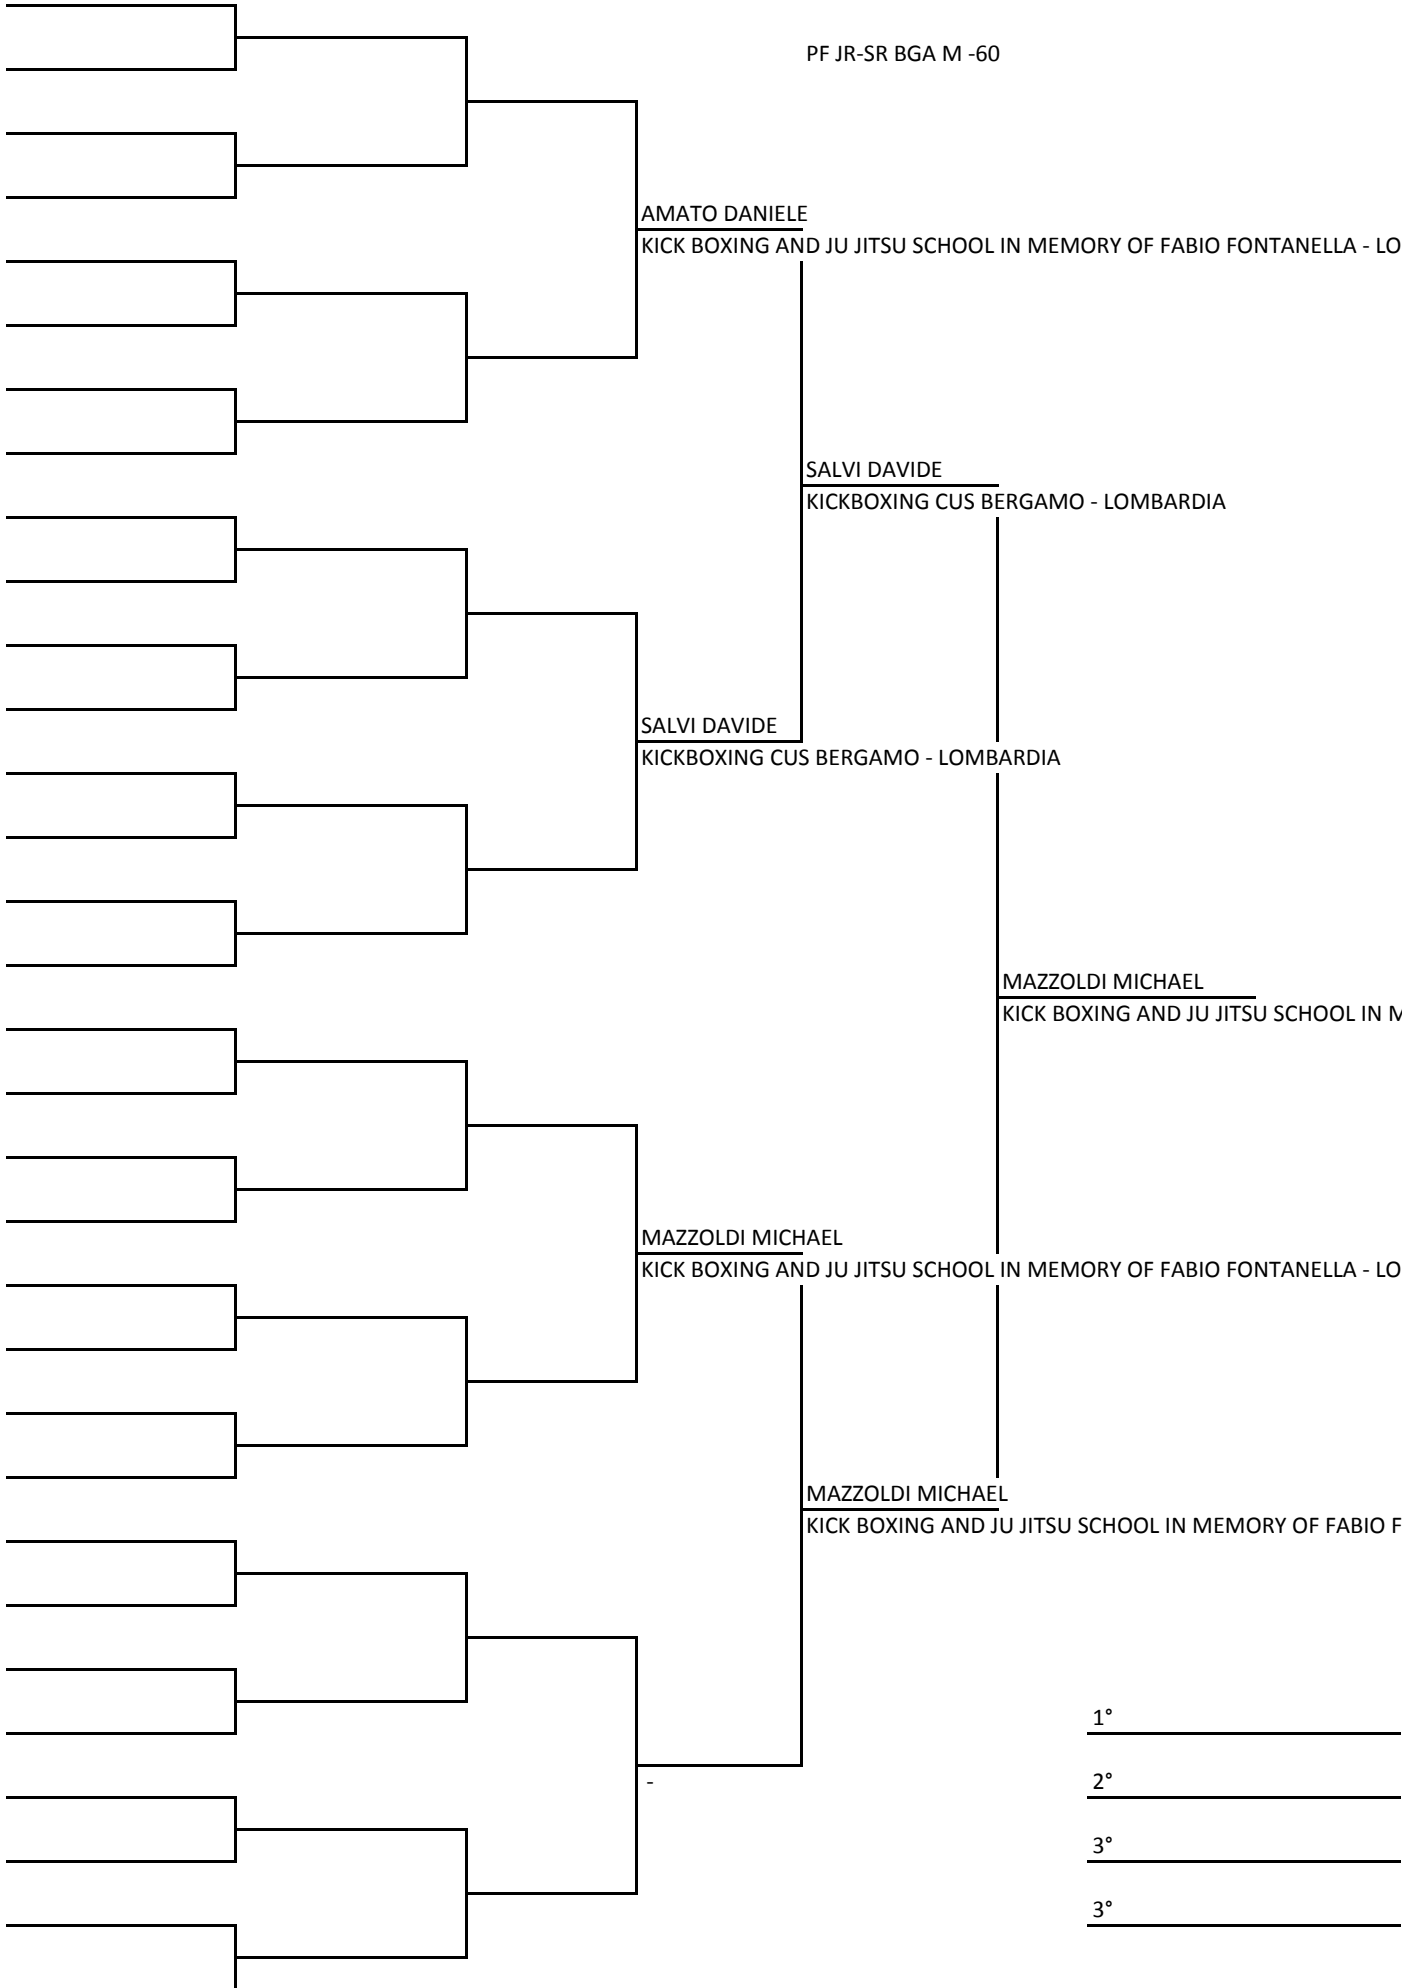 PF JR-SR BGA M -60
AMATO DANIELE
KICK BOXING AND JU JITSU SCHOOL IN MEMORY OF FABIO FONTANELLA - LO
SALVI DAVIDE
KICKBOXING CUS BERGAMO - LOMBARDIA
SALVI DAVIDE
KICKBOXING CUS BERGAMO - LOMBARDIA
MAZZOLDI MICHAEL
KICK BOXING AND JU JITSU SCHOOL IN M
MAZZOLDI MICHAEL
KICK BOXING AND JU JITSU SCHOOL IN MEMORY OF FABIO FONTANELLA - LO
MAZZOLDI MICHAEL
KICK BOXING AND JU JITSU SCHOOL IN MEMORY OF FABIO F
1°
-
2°
3°
3°